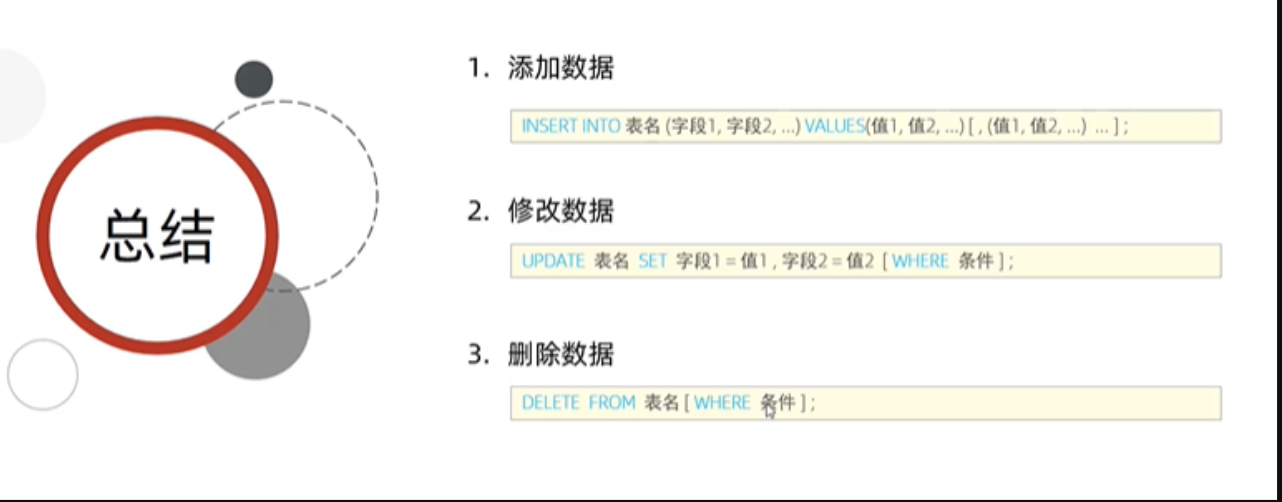 总结
1. 添加数据
INSERT INTO 表名 (字段1, 字段2, ...) VALUES(值1, 值2, ...) [ , (值1, 值2, ...) ... ] ;
2. 修改数据
UPDATE 表名 SET 字段1 = 值1 , 字段2 = 值2 [ WHERE 条件 ] ;
3. 删除数据
DELETE FROM 表名 [ WHERE 条件 ] ;